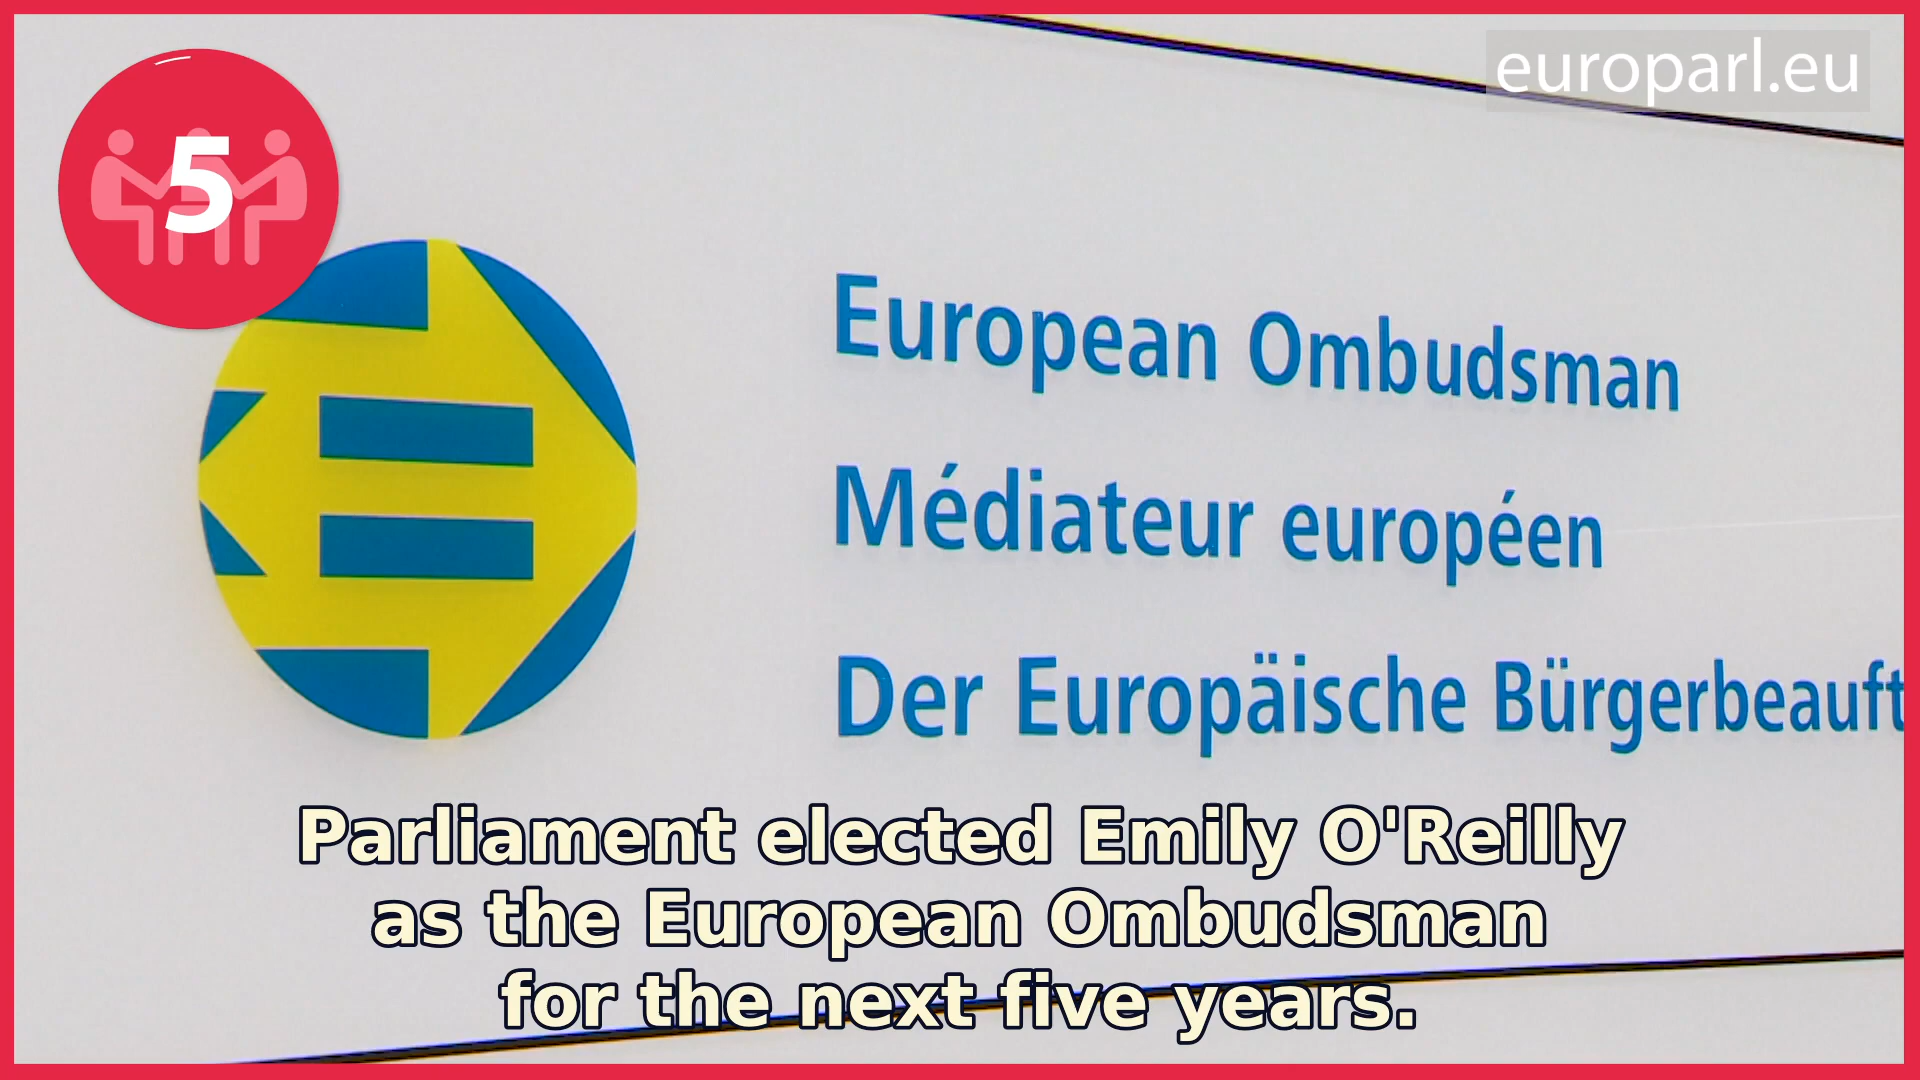 europarl.eu
5
European Ombudsman
Médiateur européen
Der Europäische Bürgerbeauft
Parliament elected Emily O'Reilly
as the European Ombudsman
for the next five years.